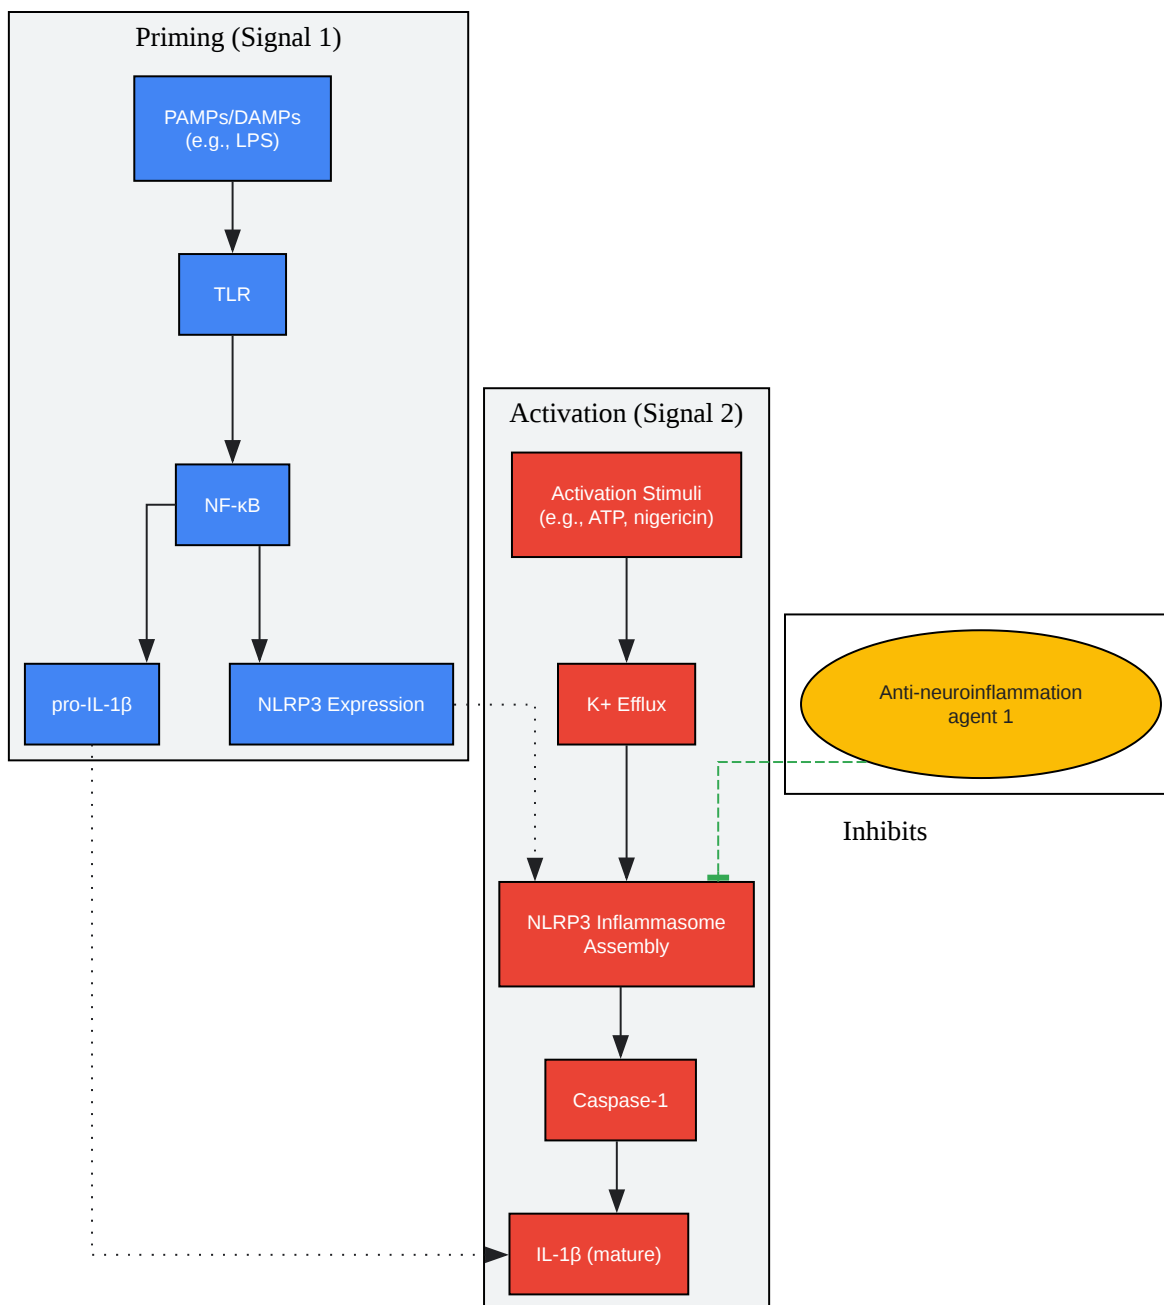 Priming (Signal 1)
PAMPs/DAMPs
(e.g., LPS)
TLR
NF-κB
pro-IL-1β
NLRP3 Expression
Activation (Signal 2)
Activation Stimuli
(e.g., ATP, nigericin)
K+ Efflux
NLRP3 Inflammasome
Assembly
Caspase-1
IL-1β (mature)
Anti-neuroinflammation
agent 1
Inhibits